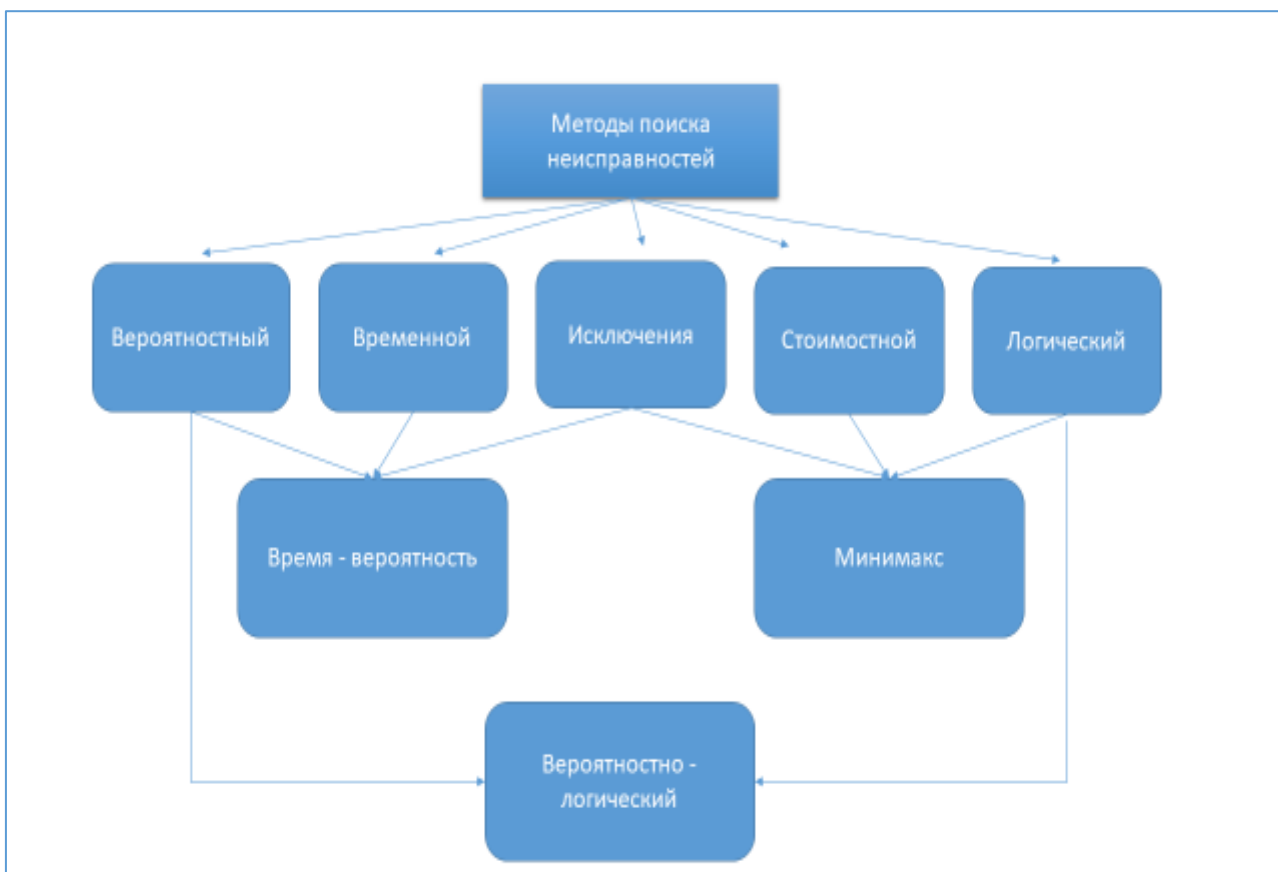 Методы поиска
неисправностей
Вероятностный
Временной
Исключения
Стоимостной
Логический
Время - вероятность
Минимакс
Вероятностно -
логический